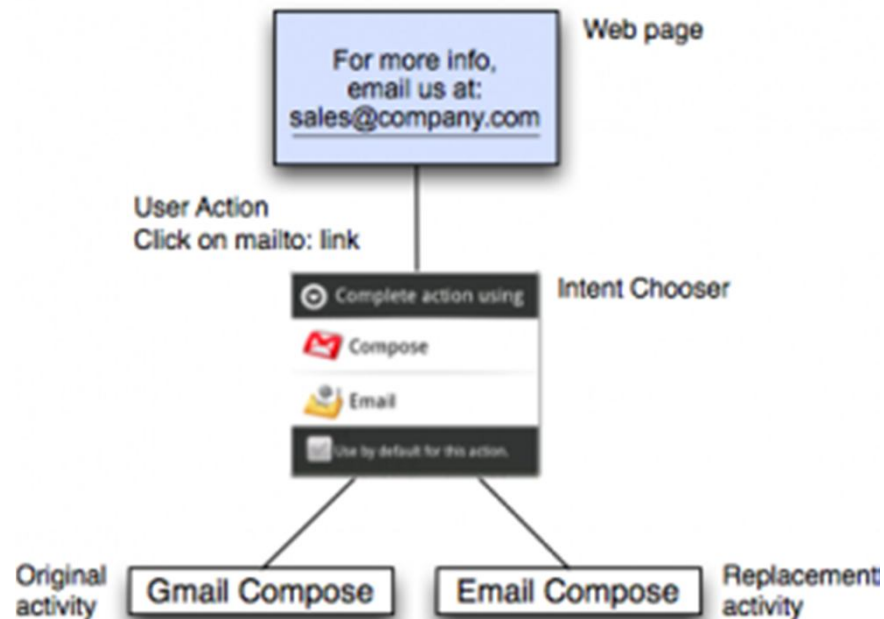 Web page
For more info,
email us at:
sales@company.com
User Action
Click on mailto: link
Complete action using
Intent Chooser
Compose
Email
Use by default for this action.
Original
activity
Gmail Compose
Email Compose
Replacement
activity